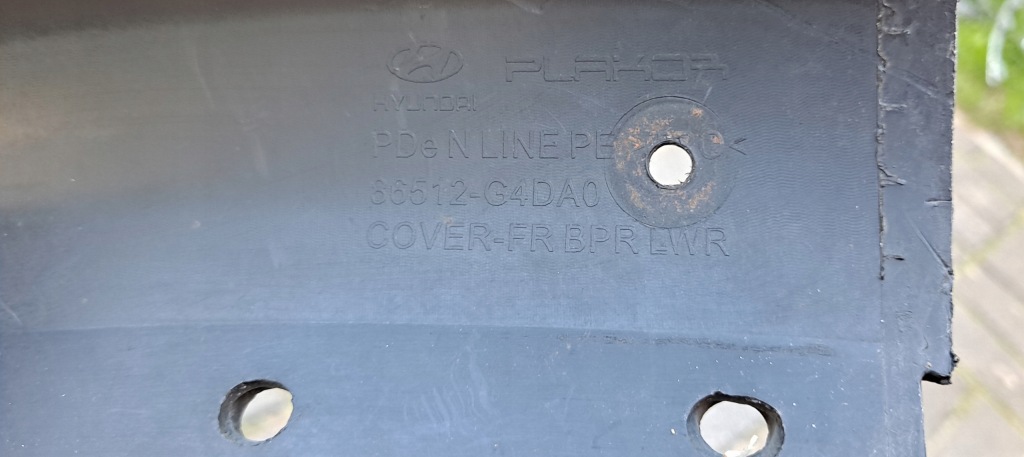 PLAKOR
HYUNDAI
PDe N LINE PE
86512-G4DA0
COVER-FR BPR LWR